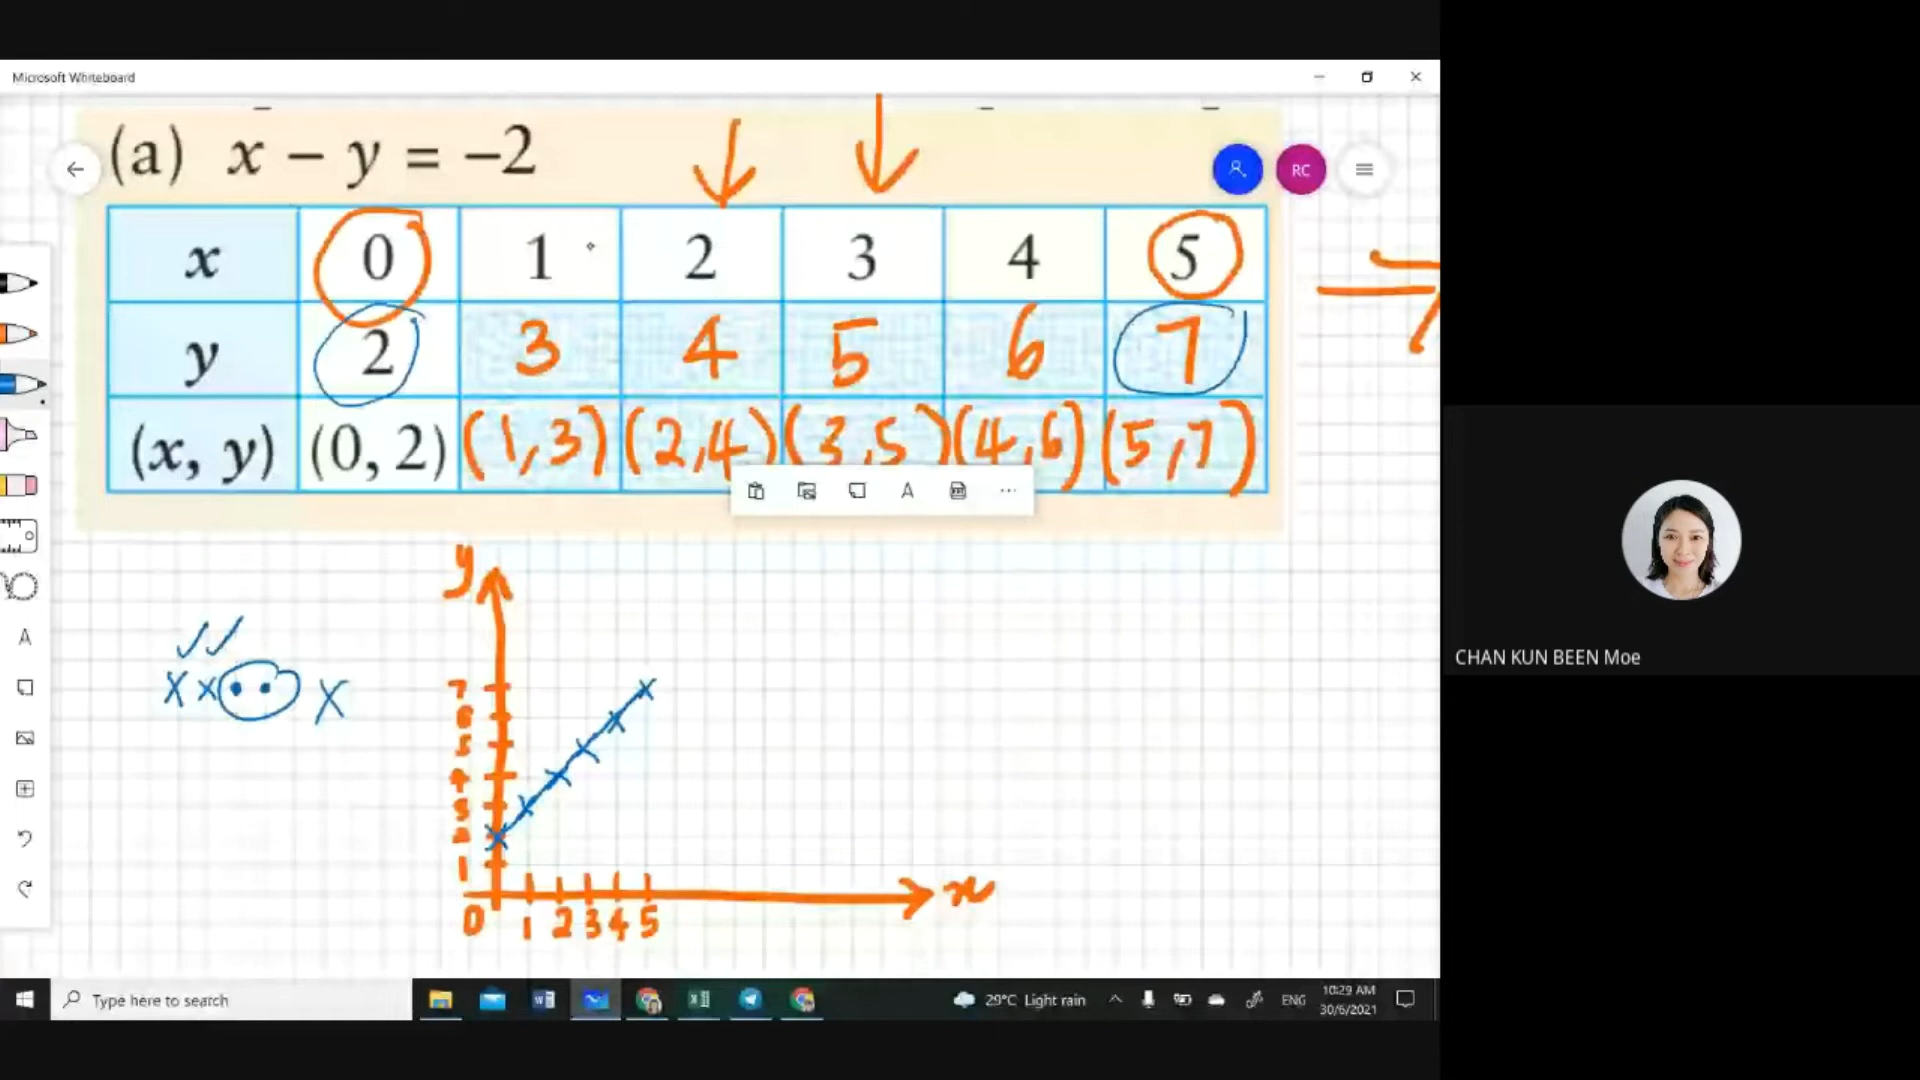 Microsoft Whiteboard
(a) x − y = −2
RC
x 0 1 2 3 4 5
y 2 3 4 5 6 7
(x, y) (0, 2) (1,3) (2,4) (3,5) (4,6) (5,7)
y
7
6
5
4
3
2
1
0 1 2 3 4 5
x
CHAN KUN BEEN Moe
Type here to search
29°C Light rain
ENG
10:29 AM
30/6/2021